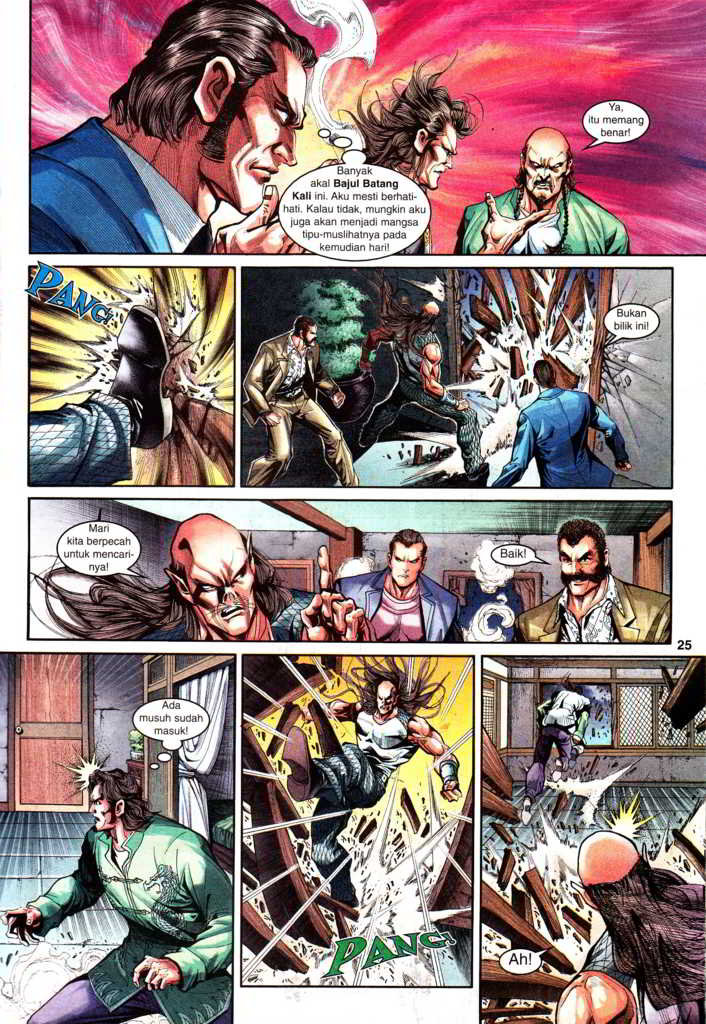 Ya,
itu memang
benar!
Banyak
akal Bajul Batang
Kali ini. Aku mesti berhati-
hati. Kalau tidak, mungkin aku
juga akan menjadi mangsa
tipu-muslihatnya pada
kemudian hari!
PANG!
Bukan
bilik ini!
Mari
kita berpecah
untuk mencari-
nya!
Baik!
25
Ada
musuh sudah
masuk!
PANG!
Ah!